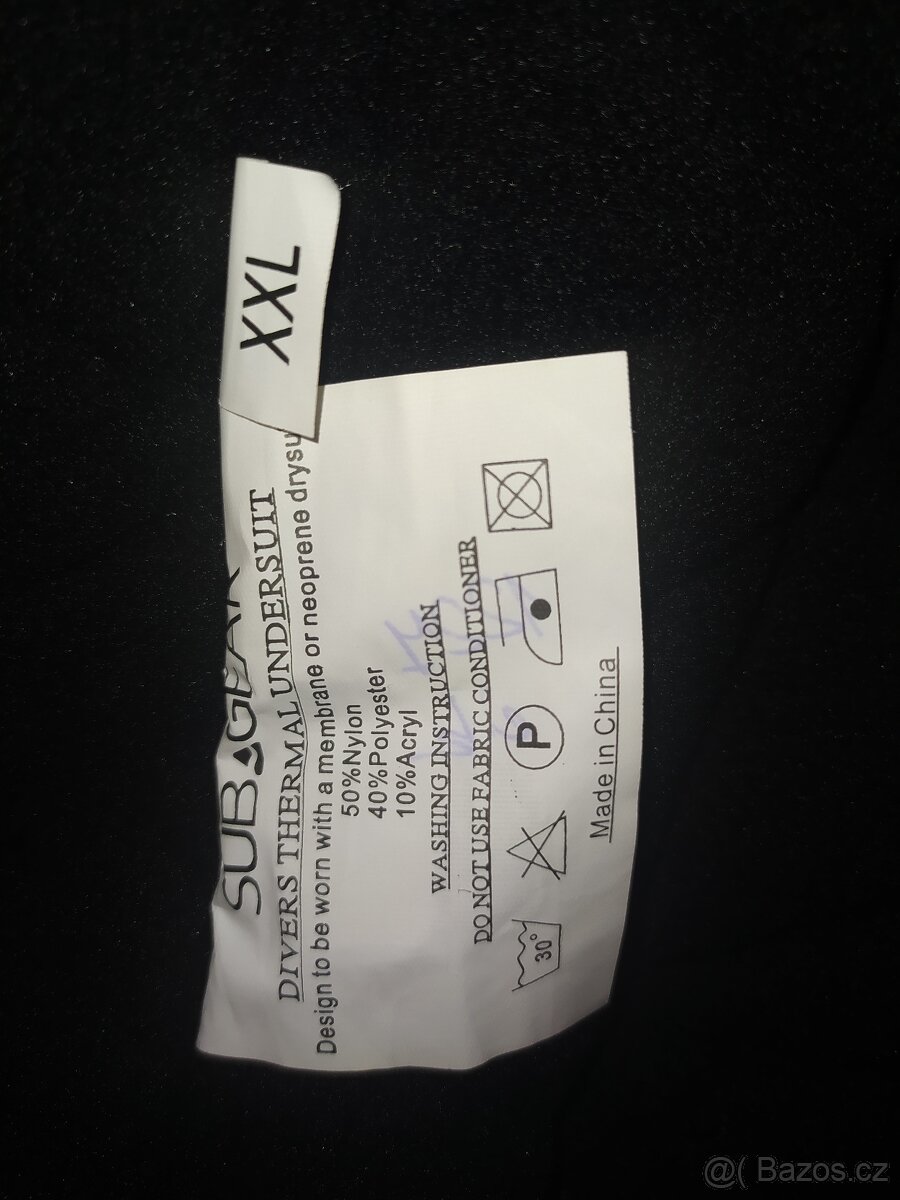 XXL
SUBGEAR
DIVERS THERMAL UNDERSUIT
Design to be worn with a membrane or neoprene drysu
50%Nylon
40%Polyester
10%Acryl
WASHING INSTRUCTION
DO NOT USE FABRIC CONDITIONER
30°
P
Made in China
@( Bazos.cz